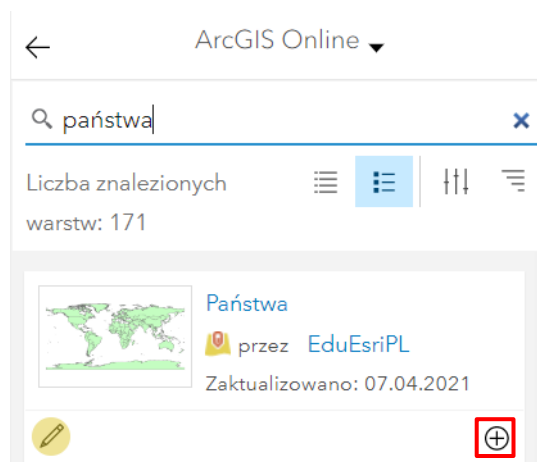 ArcGIS Online
państwa
Liczba znalezionych
warstw: 171
Państwa
przez EduEsriPL
Zaktualizowano: 07.04.2021